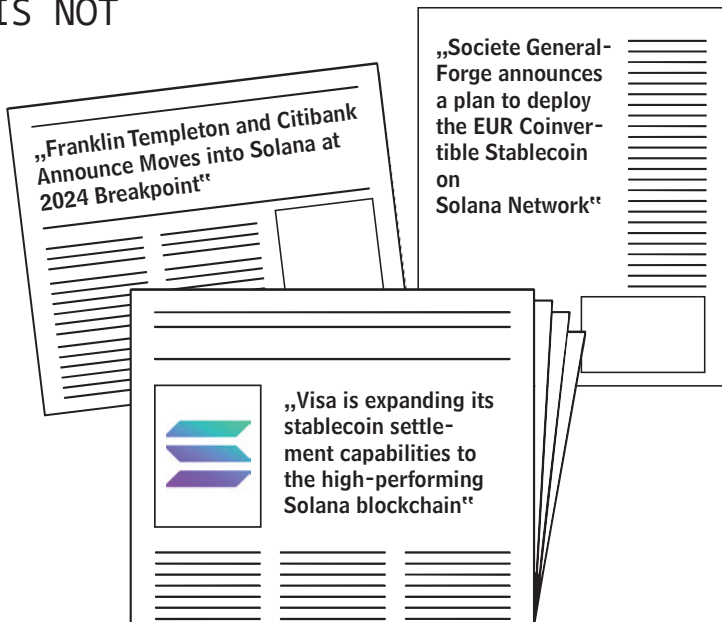 IS NOT
„Franklin Templeton and Citibank
Announce Moves into Solana at
2024 Breakpoint“
„Societe General-
Forge announces
a plan to deploy
the EUR Coinver-
tible Stablecoin
on
Solana Network“
„Visa is expanding its
stablecoin settle-
ment capabilities to
the high-performing
Solana blockchain“